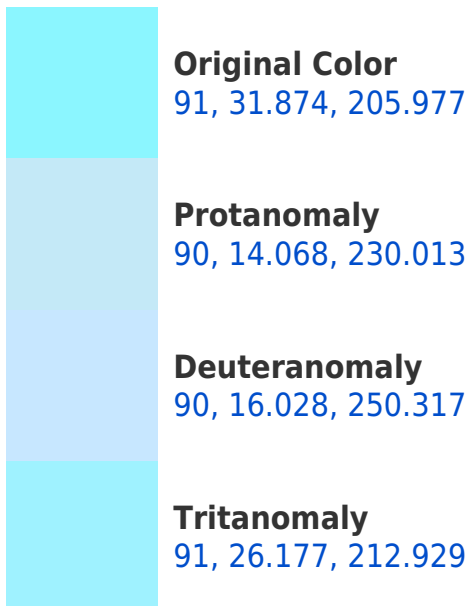 Original Color
91, 31.874, 205.977
Protanomaly
90, 14.068, 230.013
Deuteranomaly
90, 16.028, 250.317
Tritanomaly
91, 26.177, 212.929